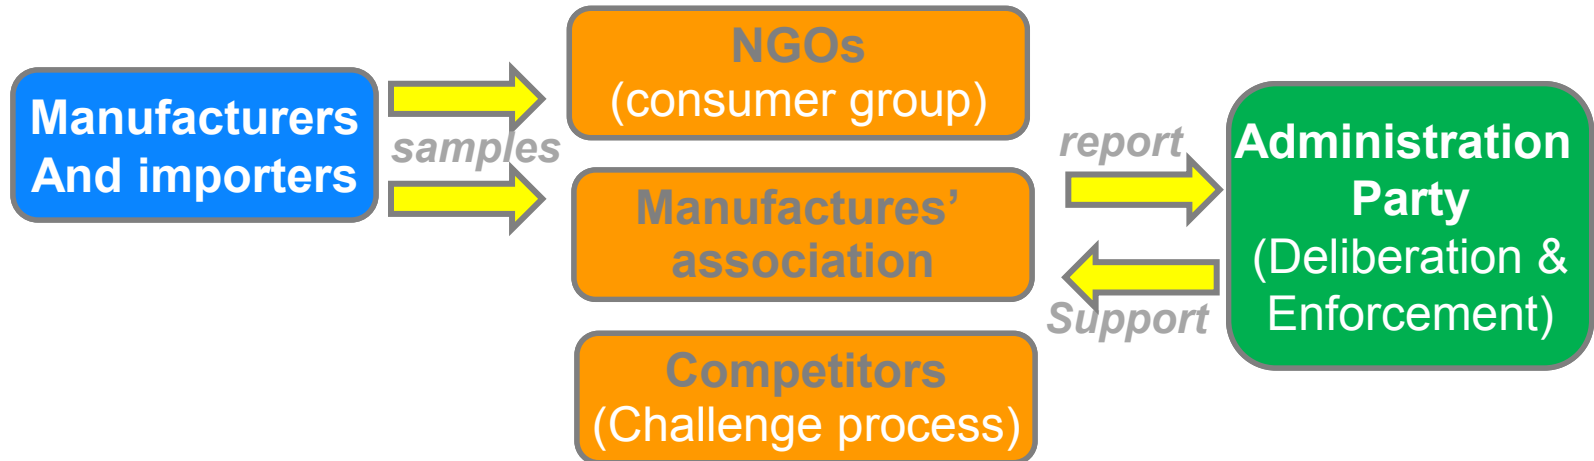 Manufacturers
And importers
samples
NGOs
(consumer group)
Manufactures’
association
Competitors
(Challenge process)
report
Support
Administration
Party
(Deliberation &
Enforcement)